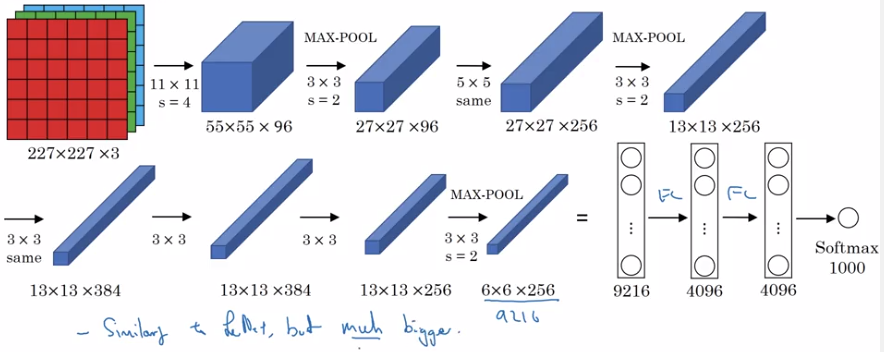 MAX-POOL
MAX-POOL
11 × 11
s = 4
3 × 3
s = 2
5 × 5
same
3 × 3
s = 2
55×55 × 96
27×27 ×96
27×27 ×256
13×13 ×256
227×227 ×3
FC
FC
MAX-POOL
3 × 3
same
3 × 3
3 × 3
3 × 3
s = 2
=
...
...
...
Softmax
1000
13×13 ×384
13×13 ×384
13×13 ×256
6×6 ×256
9216
4096
4096
9216
- Similary to LeNet, but much bigger.